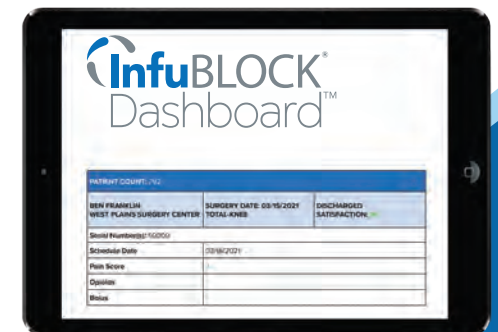 InfuBLOCK®
Dashboard™
PATIENT COUNT: 762
BEN FRANKLIN SURGERY DATE: 03/15/2021 DISCHARGED
WEST PLAINS SURGERY CENTER TOTAL-KNEE SATISFACTION:
Serial Number(s):
Schedule Date 03/16/2021
Pain Score
Opioids
Bolus